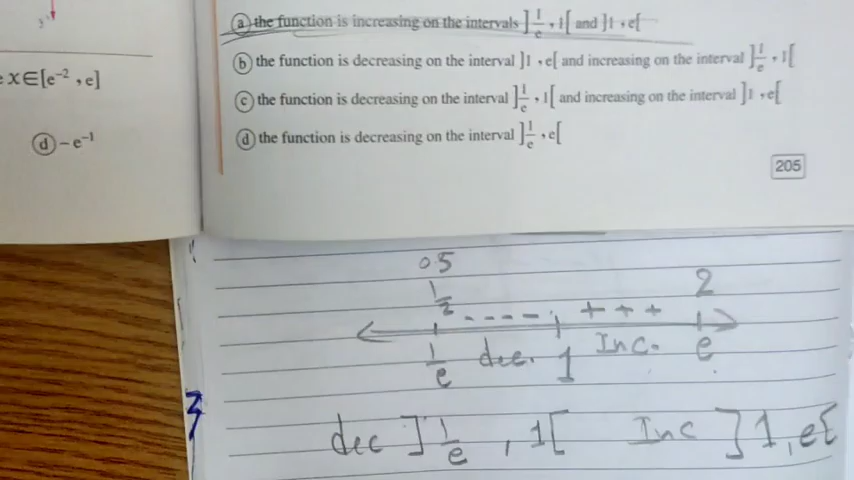 ⓐ the function is increasing on the intervals ]1/e , 1[ and ]1 , e[
ⓑ the function is decreasing on the interval ]1 , e[ and increasing on the interval ]1/e , 1[
ⓒ the function is decreasing on the interval ]1/e , 1[ and increasing on the interval ]1 , e[
ⓓ the function is decreasing on the interval ]1/e , e[
205
x∈[e⁻² , e]
ⓓ −e⁻¹
0.5
1/2 2
- - - - + + +
1/e dec. 1 Inc. e
dec ]1/e , 1[ Inc ]1, e[